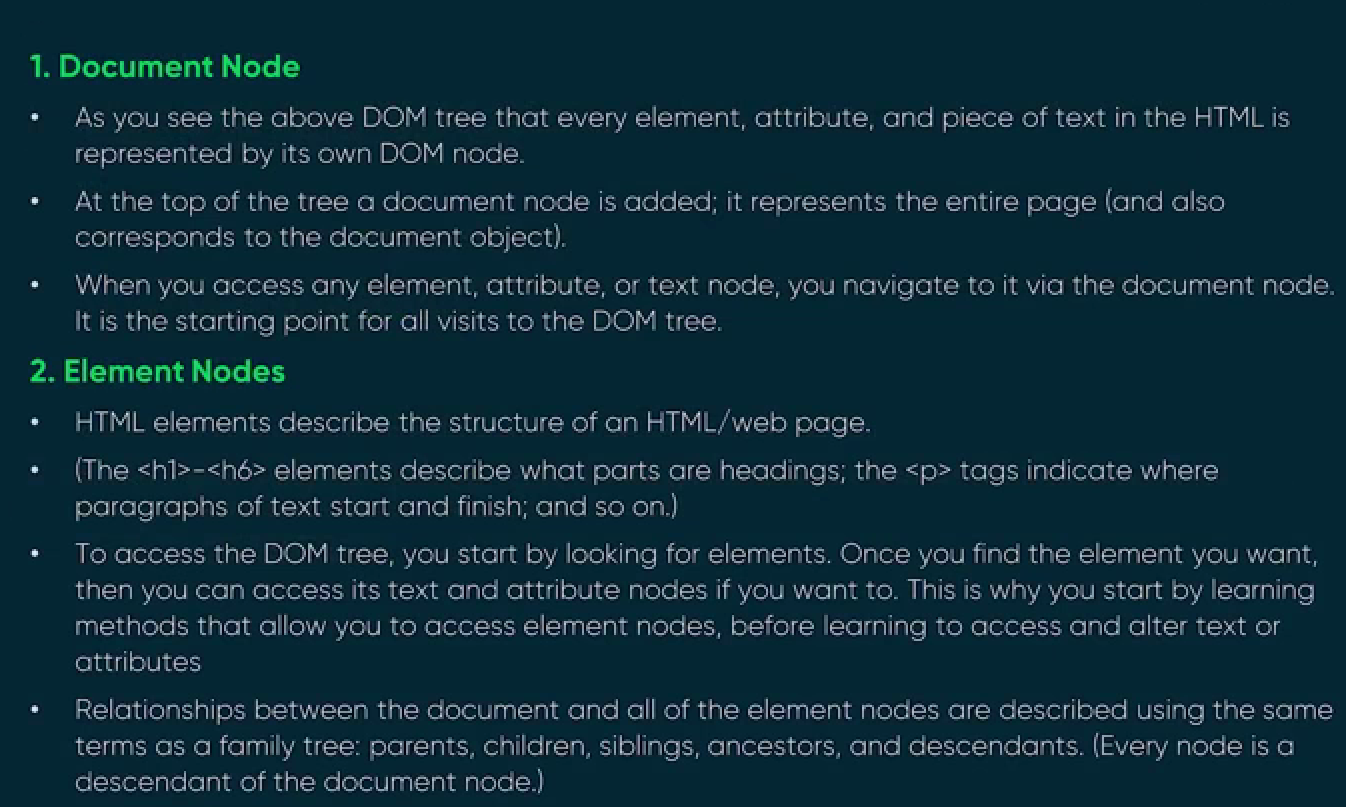 1. Document Node
• As you see the above DOM tree that every element, attribute, and piece of text in the HTML is
represented by its own DOM node.
• At the top of the tree a document node is added; it represents the entire page (and also
corresponds to the document object).
• When you access any element, attribute, or text node, you navigate to it via the document node.
It is the starting point for all visits to the DOM tree.
2. Element Nodes
• HTML elements describe the structure of an HTML/web page.
• (The <h1>-<h6> elements describe what parts are headings; the <p> tags indicate where
paragraphs of text start and finish; and so on.)
• To access the DOM tree, you start by looking for elements. Once you find the element you want,
then you can access its text and attribute nodes if you want to. This is why you start by learning
methods that allow you to access element nodes, before learning to access and alter text or
attributes
• Relationships between the document and all of the element nodes are described using the same
terms as a family tree: parents, children, siblings, ancestors, and descendants. (Every node is a
descendant of the document node.)